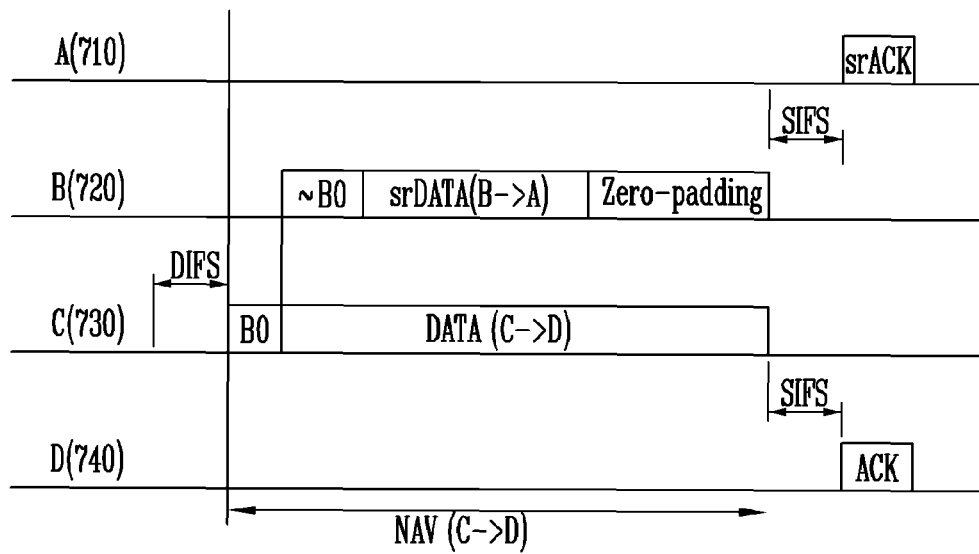 A(710)
srACK
SIFS
B(720)
~B0
srDATA(B->A)
Zero-padding
DIFS
C(730)
B0
DATA (C->D)
SIFS
D(740)
ACK
NAV (C->D)